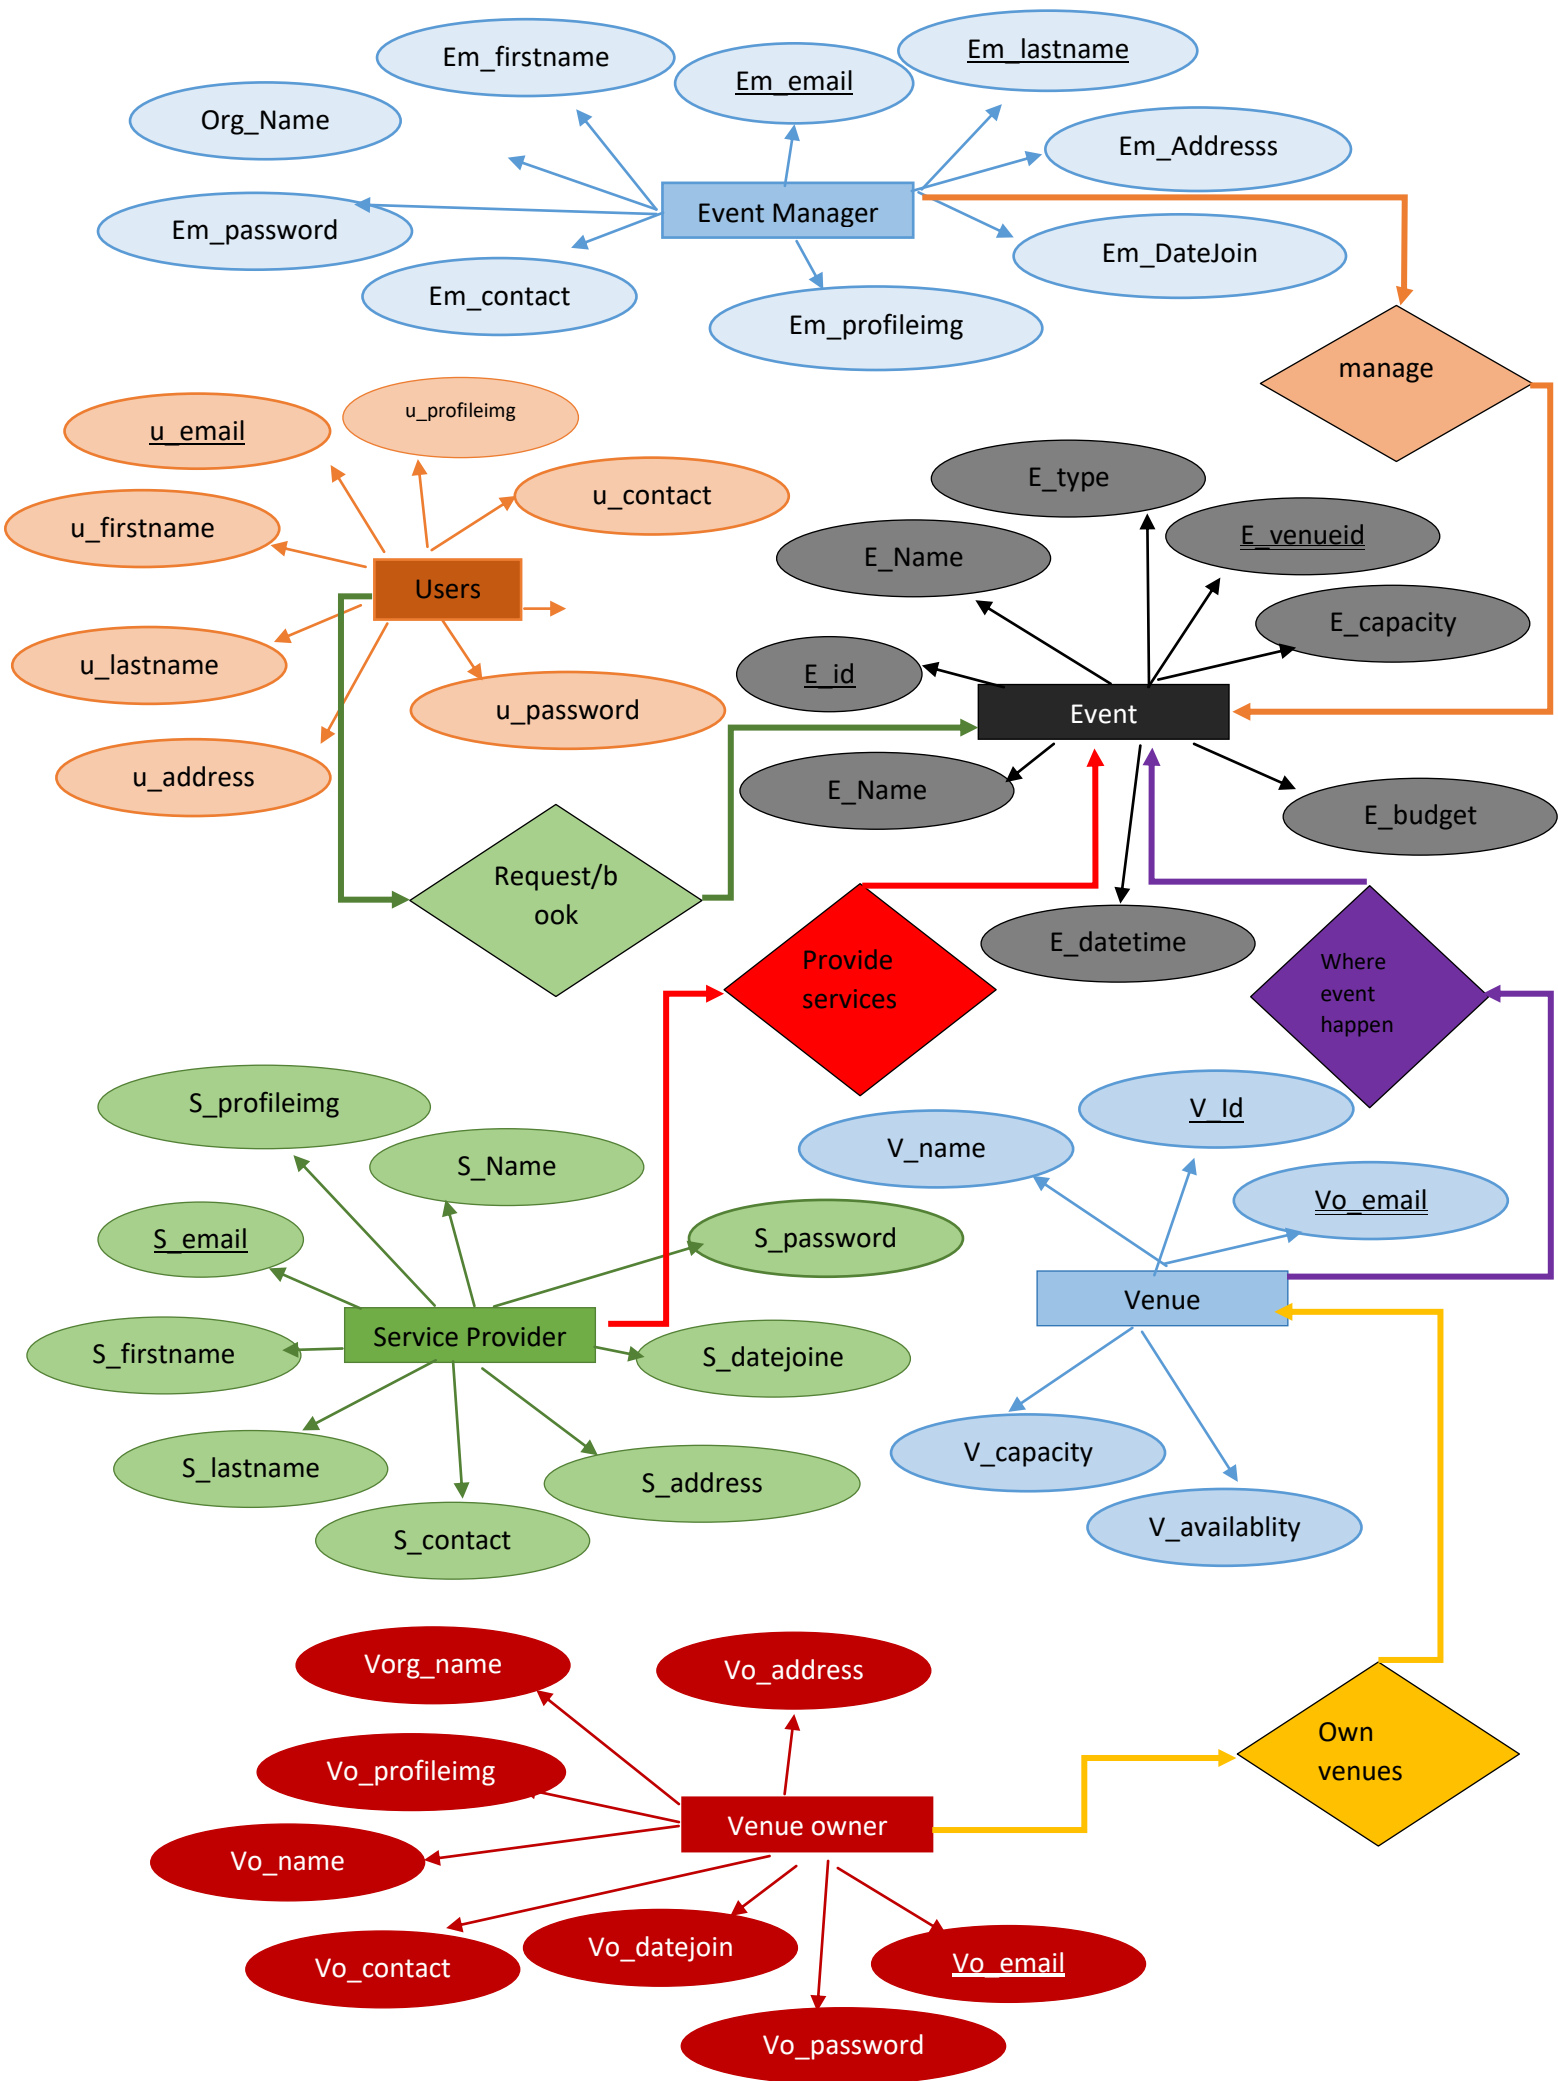 Em_firstname
Em_email
Em_lastname
Org_Name
Em_Addresss
Event Manager
Em_password
Em_DateJoin
Em_contact
Em_profileimg
manage
u_email
u_profileimg
u_contact
u_firstname
Users
u_lastname
u_password
u_address
E_type
E_venueid
E_Name
E_capacity
E_id
Event
E_Name
E_budget
E_datetime
Request/b
ook
Provide
services
Where
event
happen
S_profileimg
S_Name
S_email
S_password
Service Provider
S_firstname
S_datejoine
S_lastname
S_address
S_contact
V_Id
V_name
Vo_email
Venue
V_capacity
V_availablity
Vorg_name
Vo_address
Vo_profileimg
Own
venues
Venue owner
Vo_name
Vo_datejoin
Vo_contact
Vo_email
Vo_password